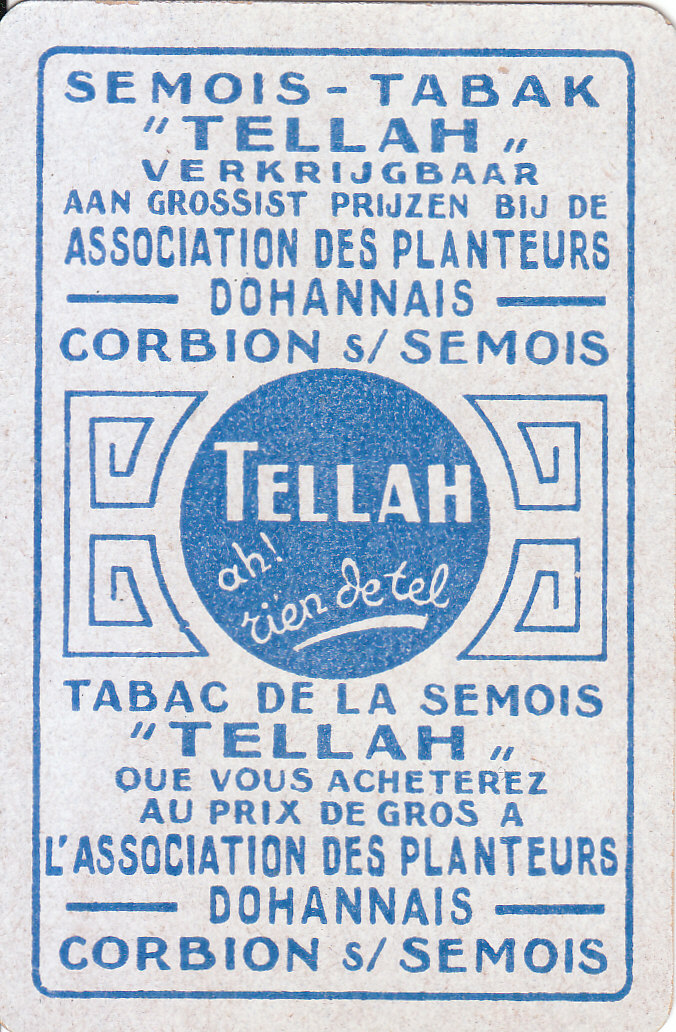 SEMOIS - TABAK
"TELLAH„
VERKRIJGBAAR
AAN GROSSIST PRIJZEN BIJ DE
ASSOCIATION DES PLANTEURS
DOHANNAIS
CORBION s/ SEMOIS
TELLAH
ah!
rien de tel
TABAC DE LA SEMOIS
"TELLAH„
QUE VOUS ACHETEREZ
AU PRIX DE GROS A
L'ASSOCIATION DES PLANTEURS
DOHANNAIS
CORBION s/ SEMOIS